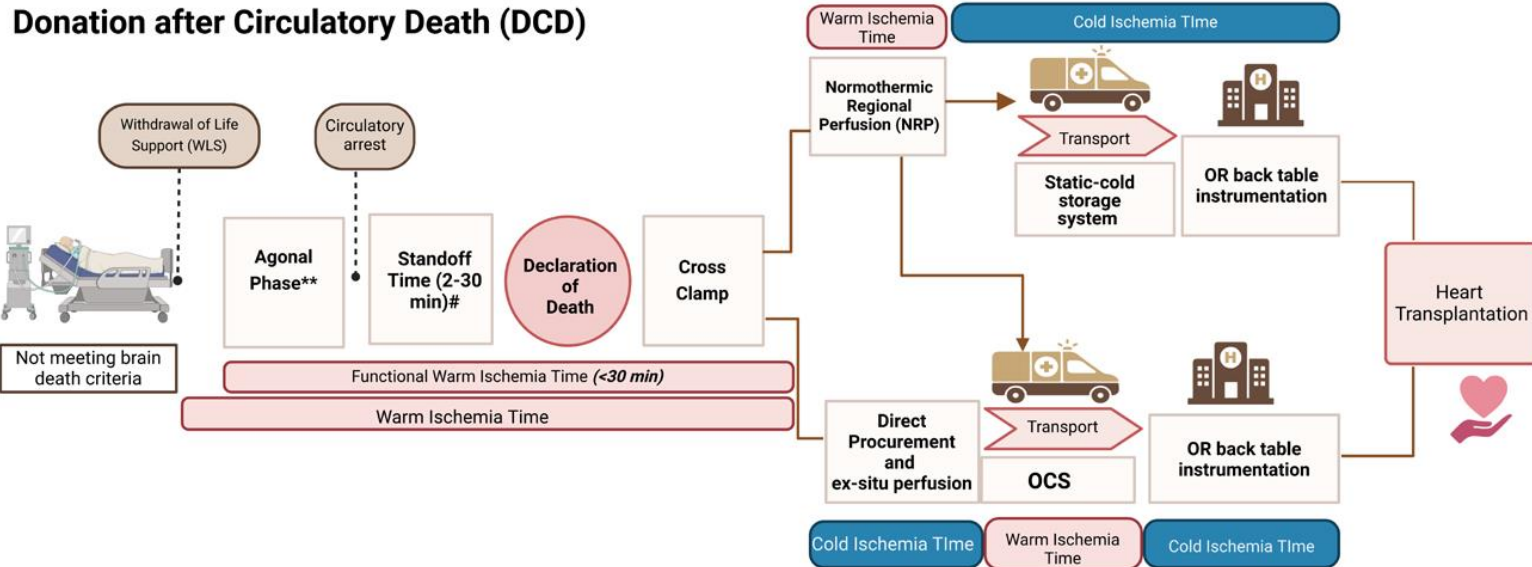 Donation after Circulatory Death (DCD)
Withdrawal of Life
Support (WLS)
Circulatory
arrest
Not meeting brain
death criteria
Agonal
Phase**
Standoff
Time (2-30
min)#
Declaration
of
Death
Cross
Clamp
Functional Warm Ischemia Time (<30 min)
Warm Ischemia Time
Warm Ischemia
Time
Cold Ischemia TIme
Normothermic
Regional
Perfusion (NRP)
Transport
Static-cold
storage
system
H
OR back table
instrumentation
Direct
Procurement
and
ex-situ perfusion
Transport
OCS
H
OR back table
instrumentation
Cold Ischemia TIme
Warm Ischemia
Time
Cold Ischemia TIme
Heart
Transplantation